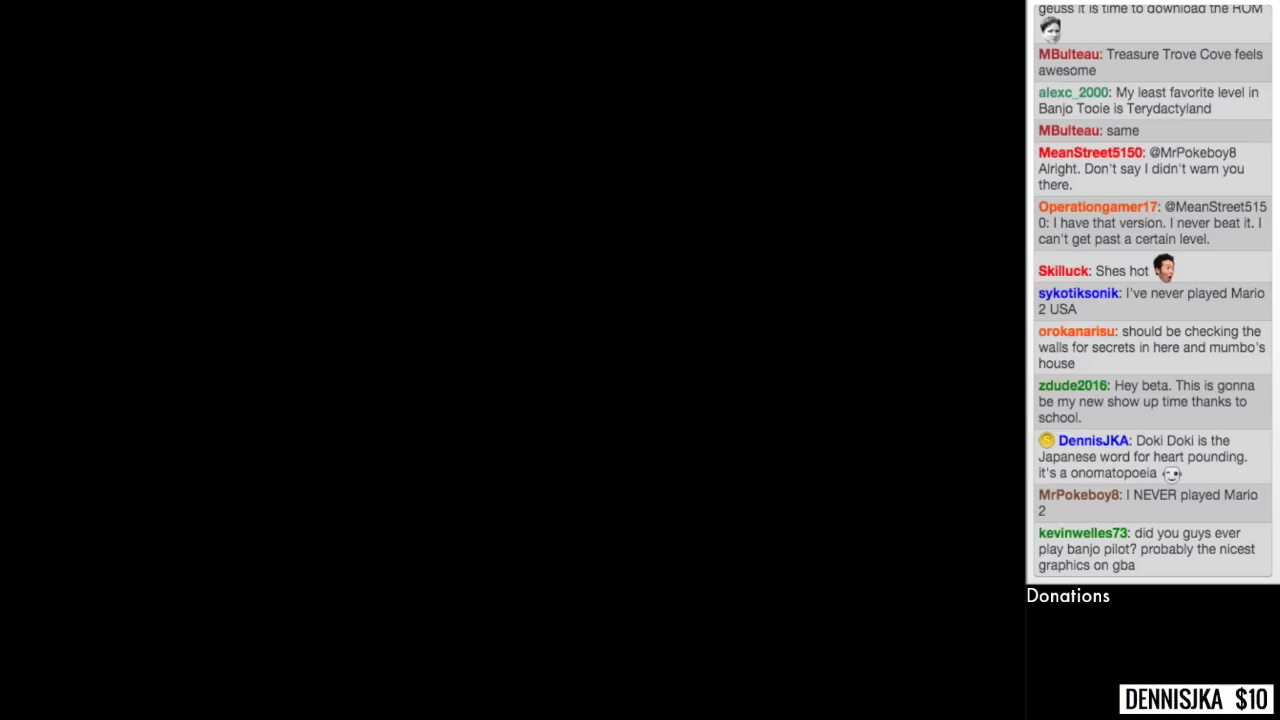 geuss it is time to download the ROM
MBulteau: Treasure Trove Cove feels
awesome
alexc_2000: My least favorite level in
Banjo Tooie is Terydactyland
MBulteau: same
MeanStreet5150: @MrPokeboy8
Alright. Don't say I didn't warn you
there.
Operationgamer17: @MeanStreet515
0: I have that version. I never beat it. I
can't get past a certain level.
Skilluck: Shes hot
sykotiksonik: I've never played Mario
2 USA
orokanarisu: should be checking the
walls for secrets in here and mumbo's
house
zdude2016: Hey beta. This is gonna
be my new show up time thanks to
school.
DennisJKA: Doki Doki is the
Japanese word for heart pounding.
it's a onomatopoeia
MrPokeboy8: I NEVER played Mario
2
kevinwelles73: did you guys ever
play banjo pilot? probably the nicest
graphics on gba
Donations
DENNISJKA $10